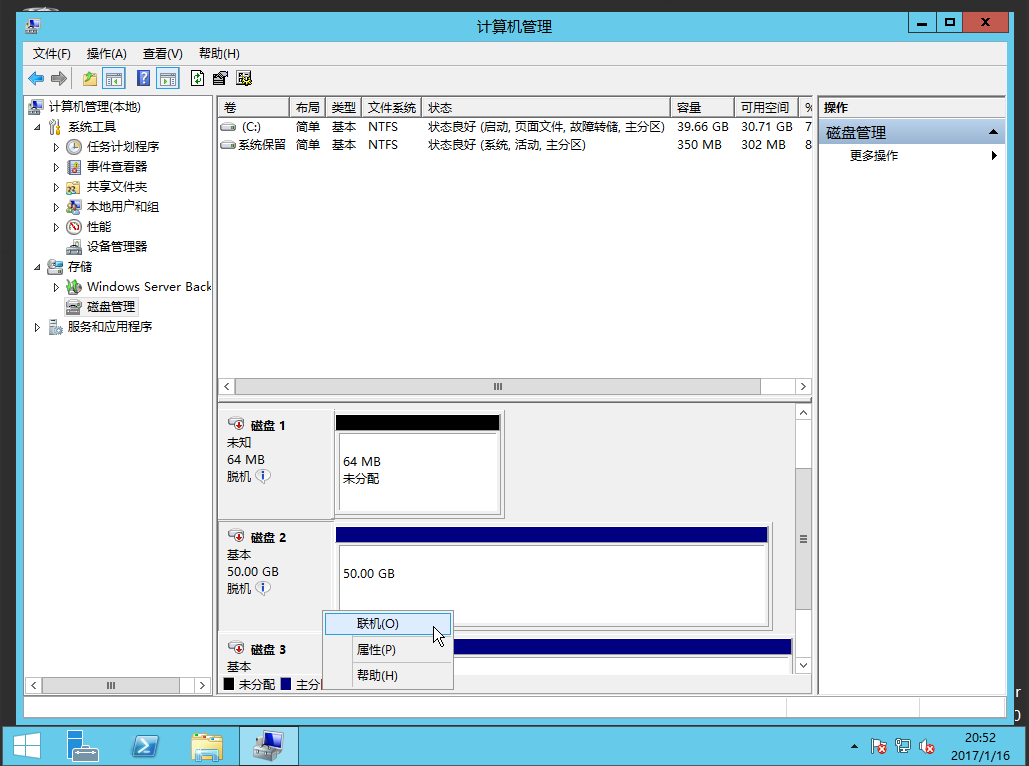 计算机管理
文件(F) 操作(A) 查看(V) 帮助(H)
计算机管理(本地)
系统工具
任务计划程序
事件查看器
共享文件夹
本地用户和组
性能
设备管理器
存储
Windows Server Back
磁盘管理
服务和应用程序
卷 布局 类型 文件系统 状态 容量 可用空间 %
(C:) 简单 基本 NTFS 状态良好 (启动, 页面文件, 故障转储, 主分区) 39.66 GB 30.71 GB 7
系统保留 简单 基本 NTFS 状态良好 (系统, 活动, 主分区) 350 MB 302 MB 8
磁盘 1
未知
64 MB
脱机
64 MB
未分配
磁盘 2
基本
50.00 GB
脱机
50.00 GB
磁盘 3
基本
未分配 主分
联机(O)
属性(P)
帮助(H)
操作
磁盘管理
更多操作
r
0
20:52
2017/1/16